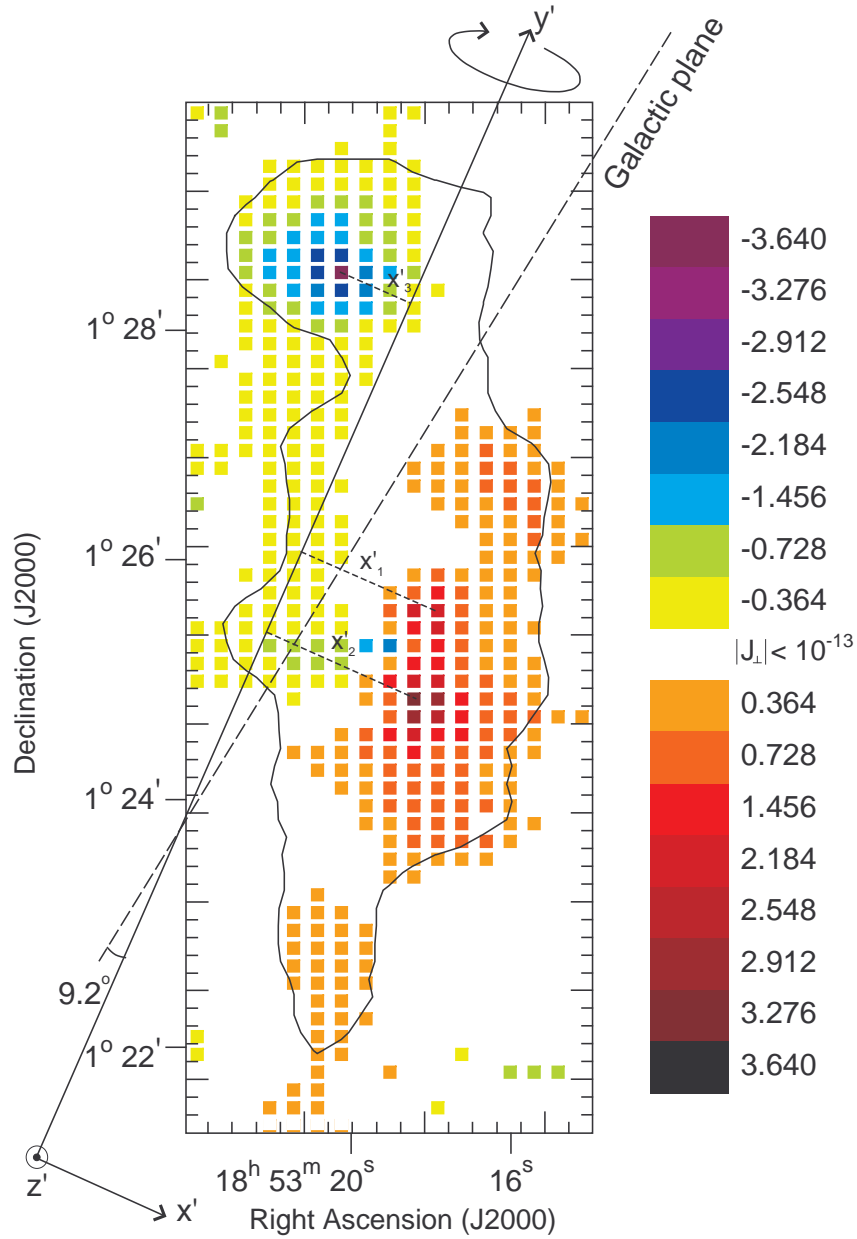 y'
Galactic plane
-3.640
-3.276
-2.912
-2.548
-2.184
-1.456
-0.728
-0.364
|J⊥| < 10⁻¹³
0.364
0.728
1.456
2.184
2.548
2.912
3.276
3.640
x'₃
x'₁
x'₂
1° 28'
1° 26'
1° 24'
1° 22'
Declination (J2000)
9.2°
z'
x'
18ʰ 53ᵐ 20ˢ
16ˢ
Right Ascension (J2000)